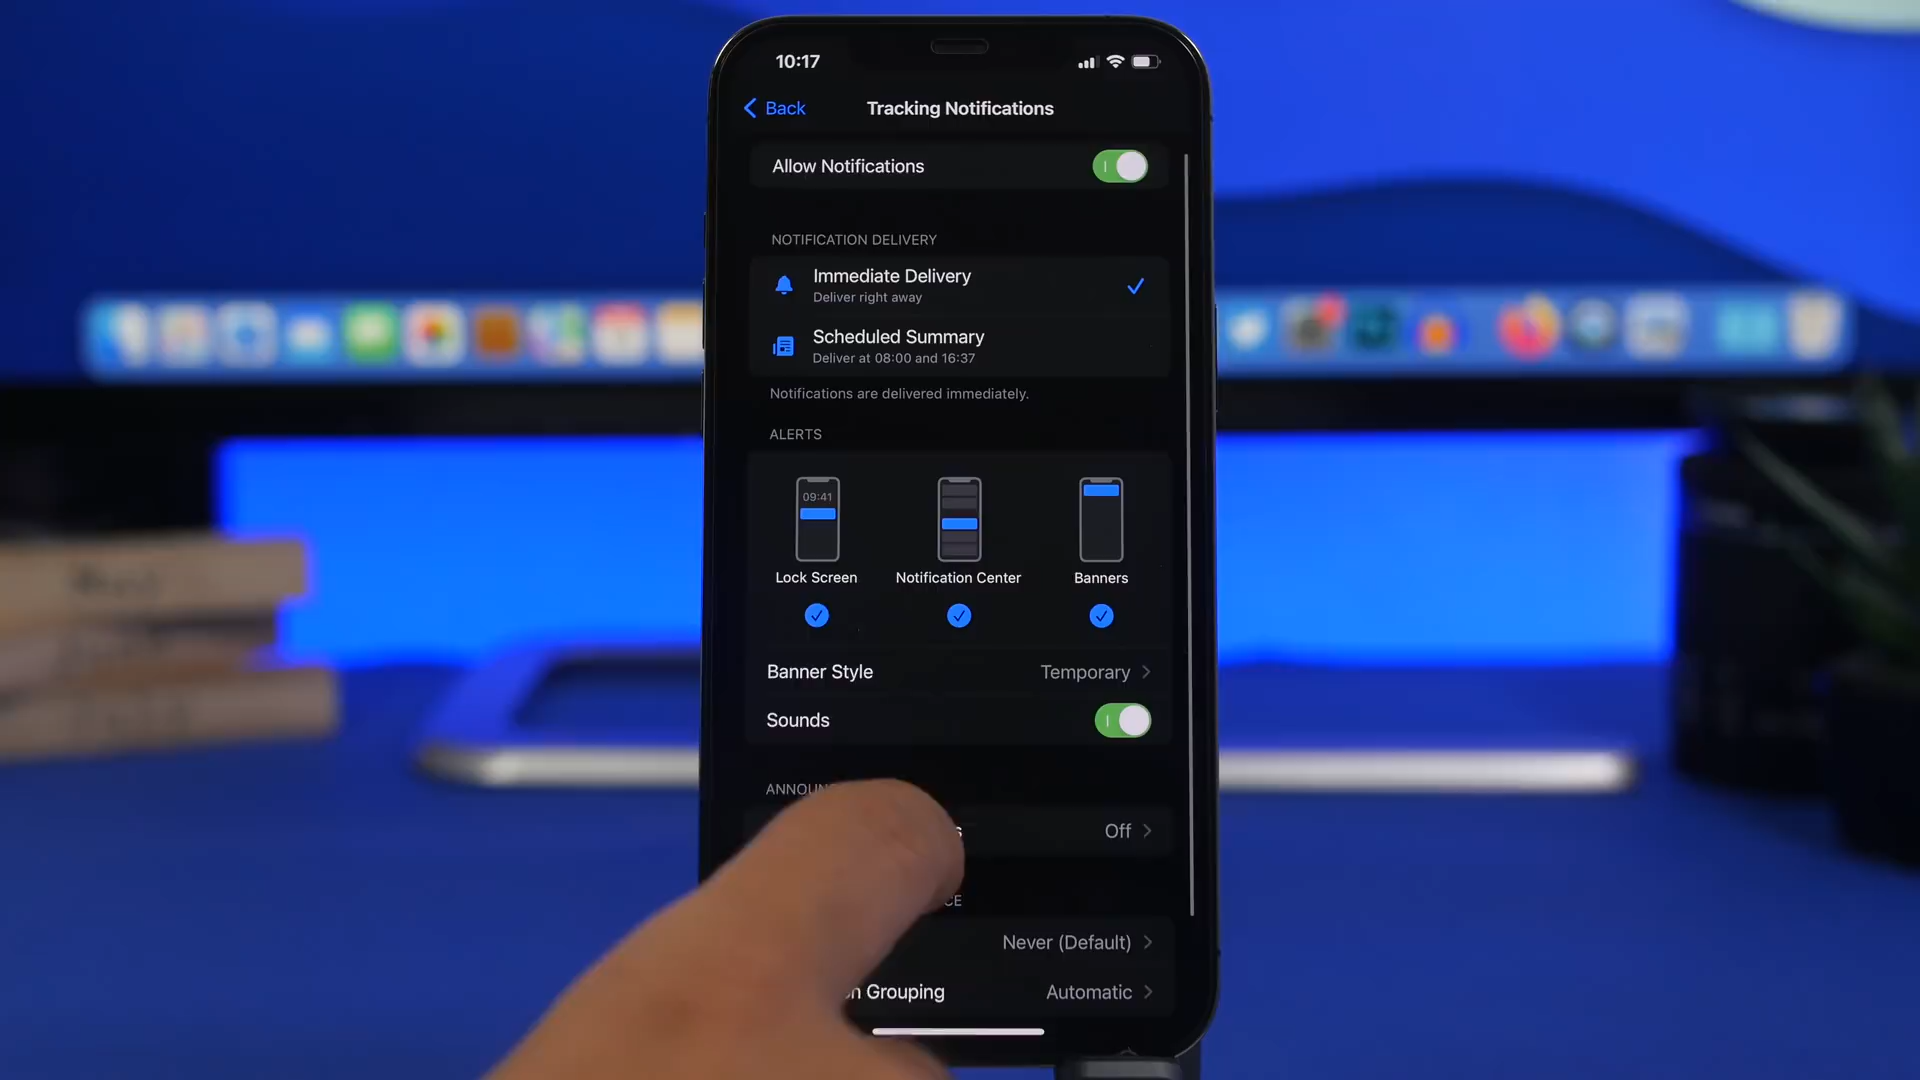 10:17
Back
Tracking Notifications
Allow Notifications
NOTIFICATION DELIVERY
Immediate Delivery
Deliver right away
Scheduled Summary
Deliver at 08:00 and 16:37
Notifications are delivered immediately.
ALERTS
09:41
Lock Screen
Notification Center
Banners
Banner Style
Temporary
Sounds
Off
Never (Default)
Grouping
Automatic